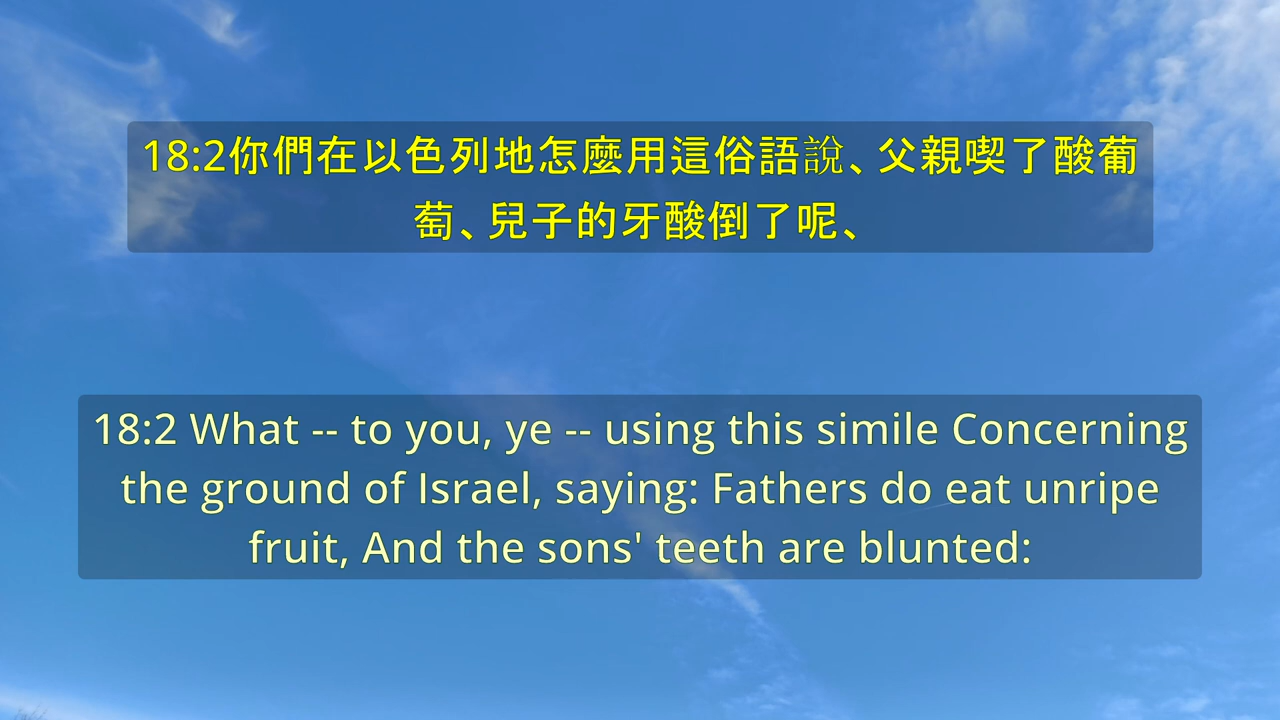 18:2你們在以色列地怎麼用這俗語說、父親喫了酸葡
萄、兒子的牙酸倒了呢、
18:2 What -- to you, ye -- using this simile Concerning
the ground of Israel, saying: Fathers do eat unripe
fruit, And the sons' teeth are blunted: